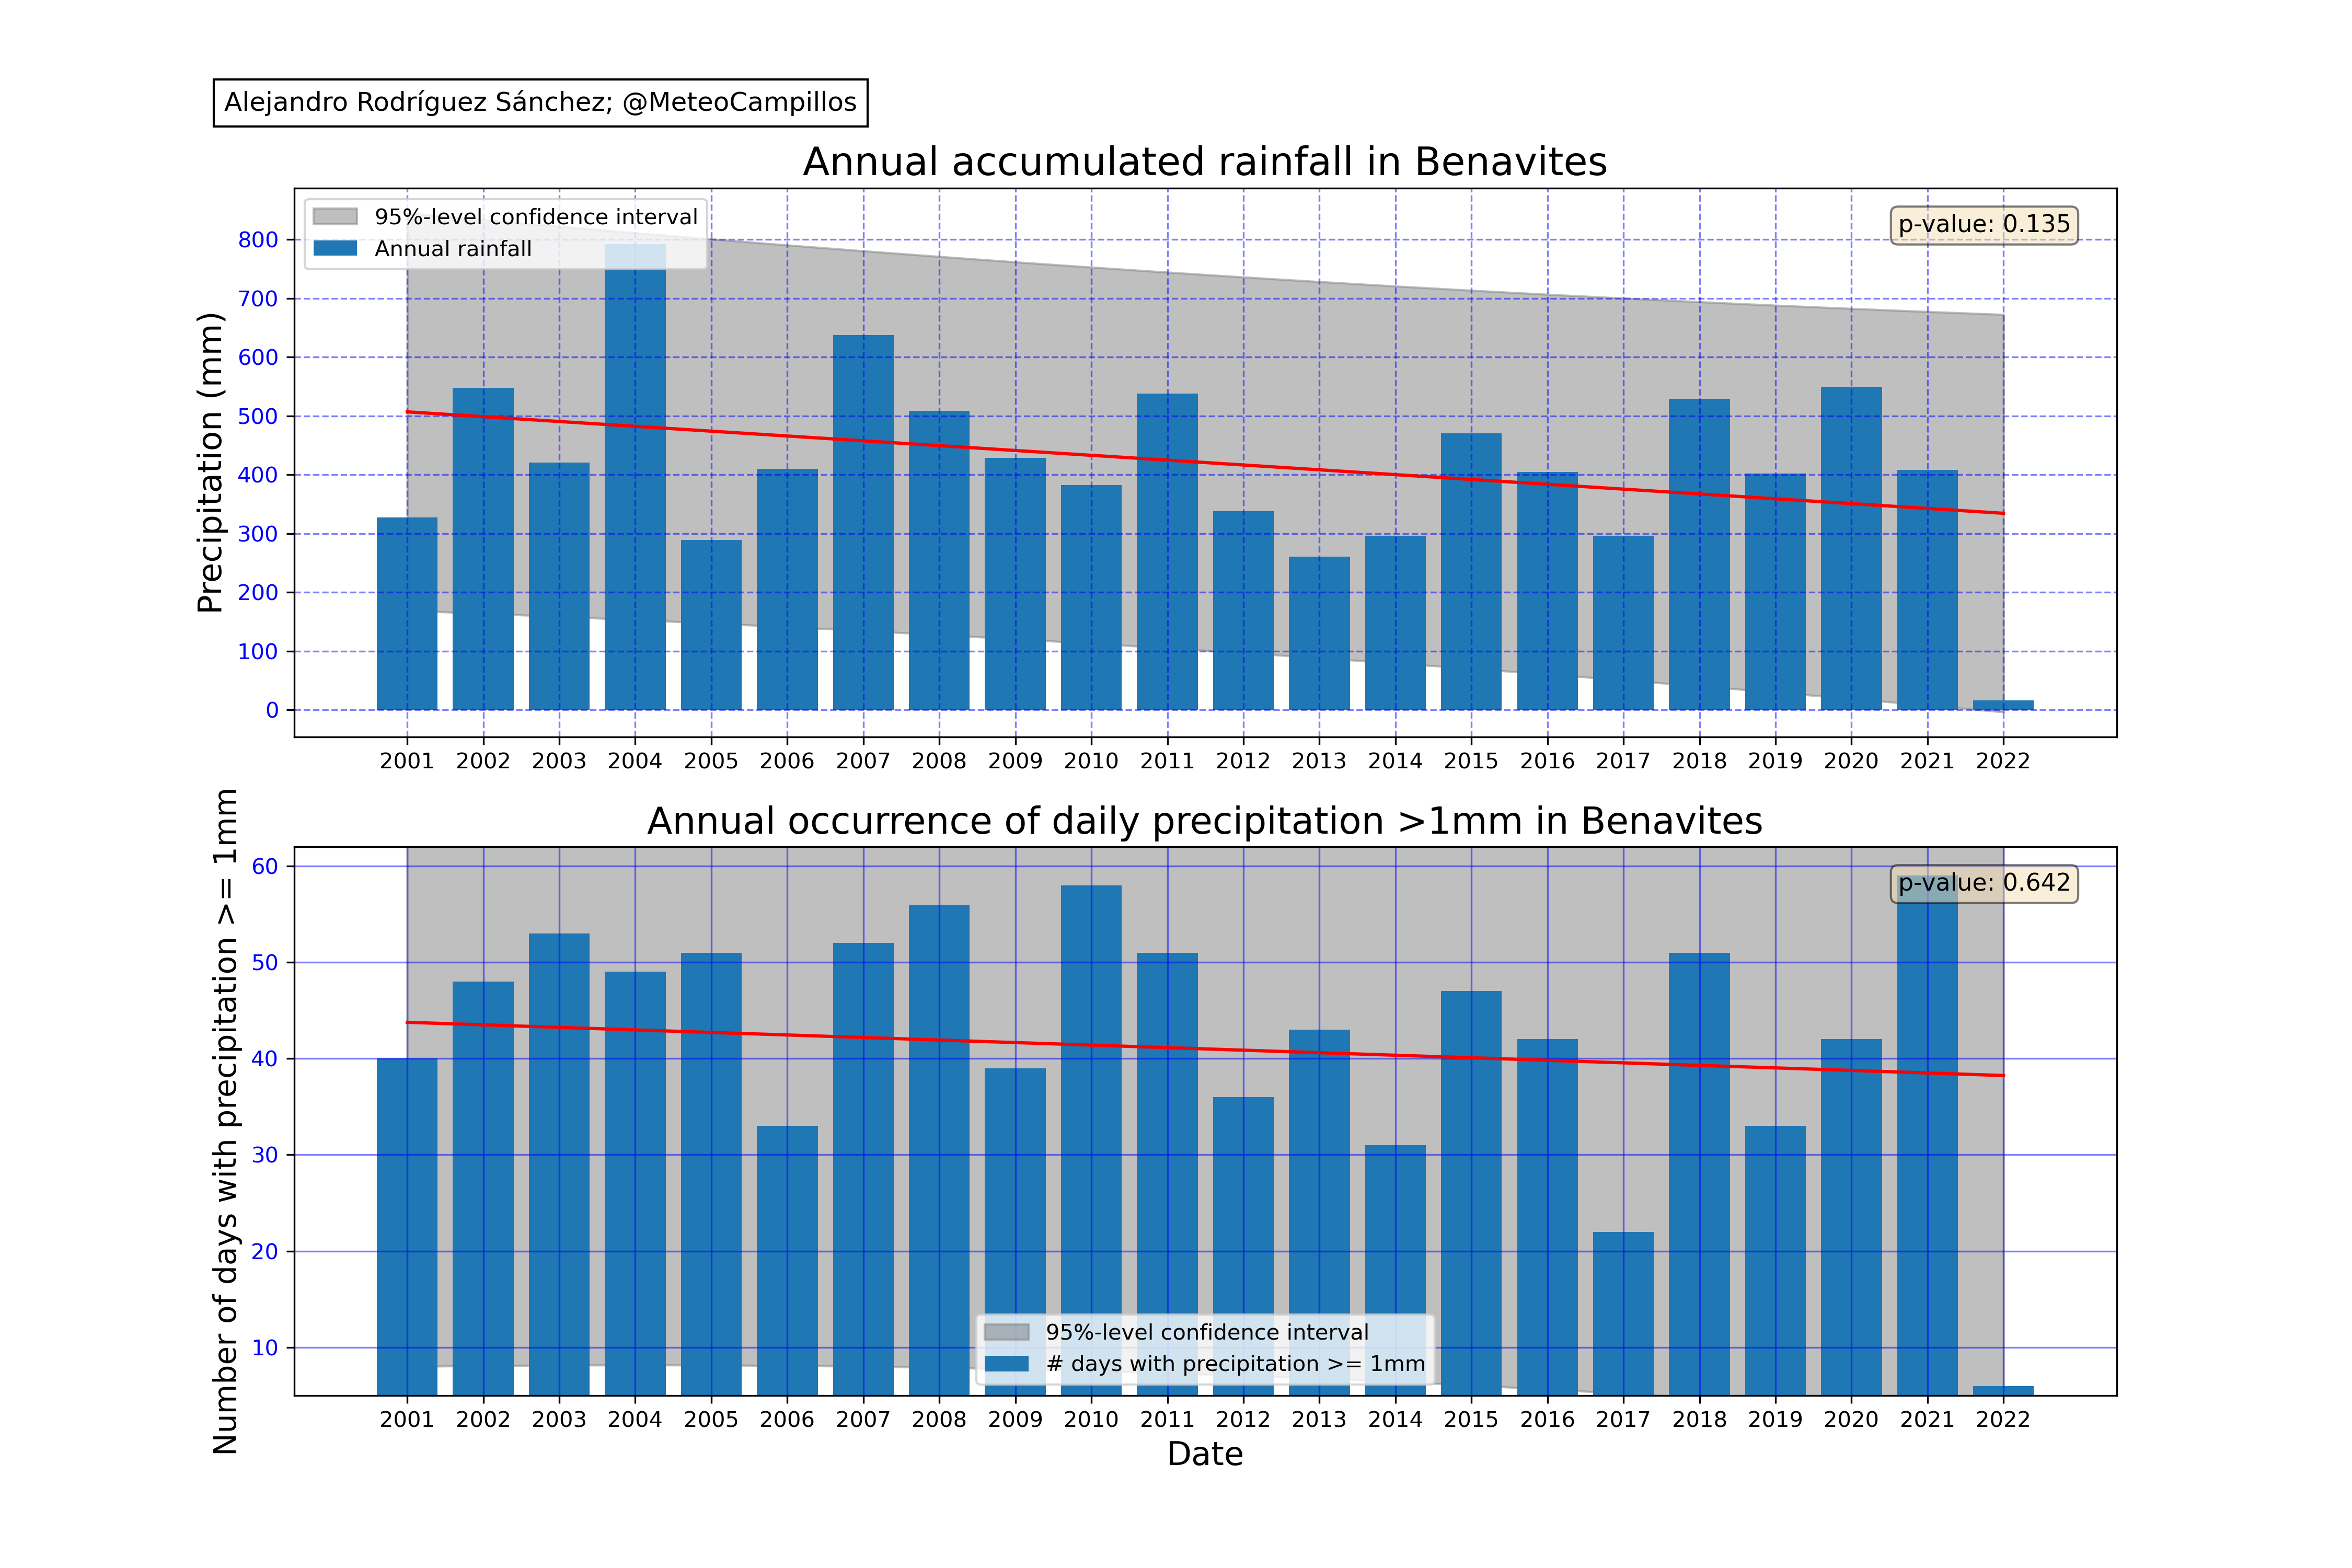 Alejandro Rodríguez Sánchez; @MeteoCampillos
Annual accumulated rainfall in Benavites
95%-level confidence interval
Annual rainfall
p-value: 0.135
Precipitation (mm)
800
700
600
500
400
300
200
100
0
2001 2002 2003 2004 2005 2006 2007 2008 2009 2010 2011 2012 2013 2014 2015 2016 2017 2018 2019 2020 2021 2022
Annual occurrence of daily precipitation >1mm in Benavites
p-value: 0.642
Number of days with precipitation >= 1mm
60
50
40
30
20
10
95%-level confidence interval
# days with precipitation >= 1mm
2001 2002 2003 2004 2005 2006 2007 2008 2009 2010 2011 2012 2013 2014 2015 2016 2017 2018 2019 2020 2021 2022
Date